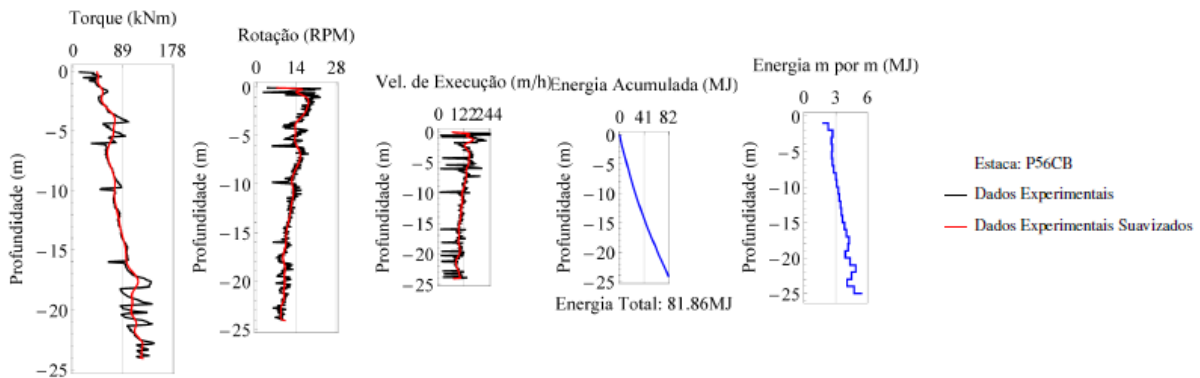 Torque (kNm)
0 89 178
0
−5
−10
−15
−20
−25
Profundidade (m)
Rotação (RPM)
0 14 28
0
−5
−10
−15
−20
−25
Profundidade (m)
Vel. de Execução (m/h)
0 122 244
0
−5
−10
−15
−20
−25
Profundidade (m)
Energia Acumulada (MJ)
0 41 82
0
−5
−10
−15
−20
−25
Profundidade (m)
Energia Total: 81.86MJ
Energia m por m (MJ)
0 3 6
0
−5
−10
−15
−20
−25
Profundidade (m)
Estaca: P56CB
Dados Experimentais
Dados Experimentais Suavizados